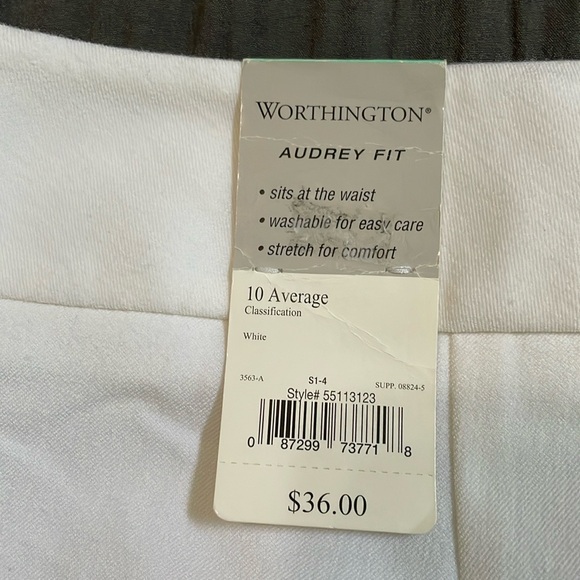 WORTHINGTON®
AUDREY FIT
• sits at the waist
• washable for easy care
• stretch for comfort
10 Average
Classification
White
3563-A S1-4 SUPP. 08824-5
Style# 55113123
0 87299 73771 8
$36.00